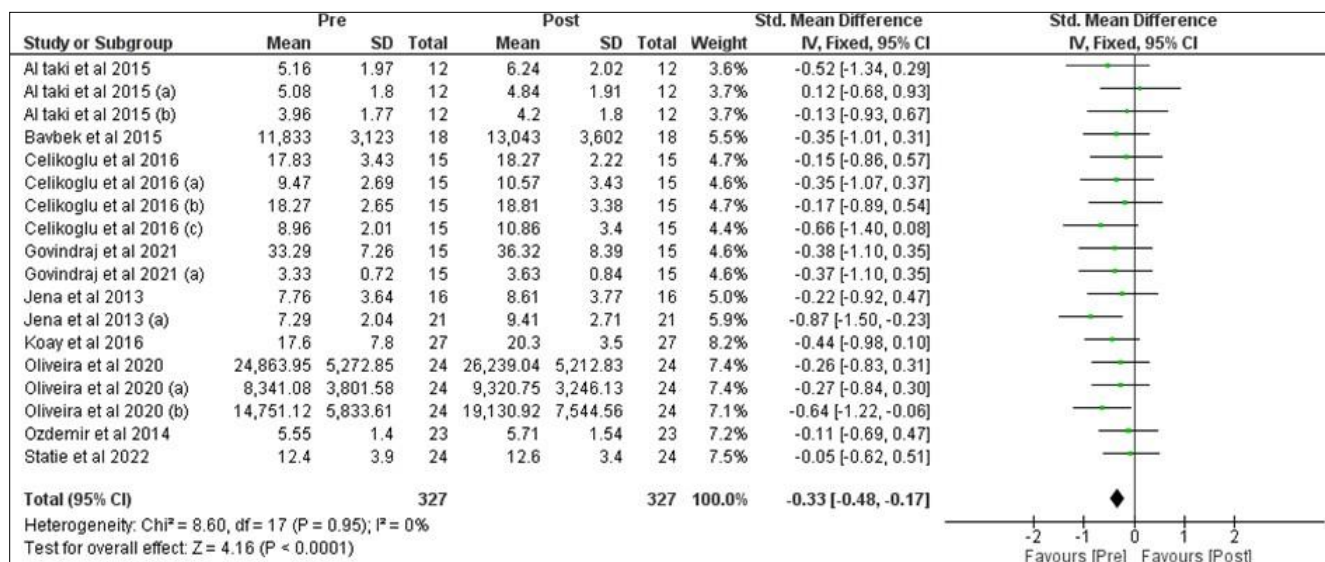 Pre Post Std. Mean Difference Std. Mean Difference
Study or Subgroup Mean SD Total Mean SD Total Weight IV, Fixed, 95% CI IV, Fixed, 95% CI
Al taki et al 2015 5.16 1.97 12 6.24 2.02 12 3.6% -0.52 [-1.34, 0.29]
Al taki et al 2015 (a) 5.08 1.8 12 4.84 1.91 12 3.7% 0.12 [-0.68, 0.93]
Al taki et al 2015 (b) 3.96 1.77 12 4.2 1.8 12 3.7% -0.13 [-0.93, 0.67]
Bavbek et al 2015 11,833 3,123 18 13,043 3,602 18 5.5% -0.35 [-1.01, 0.31]
Celikoglu et al 2016 17.83 3.43 15 18.27 2.22 15 4.7% -0.15 [-0.86, 0.57]
Celikoglu et al 2016 (a) 9.47 2.69 15 10.57 3.43 15 4.6% -0.35 [-1.07, 0.37]
Celikoglu et al 2016 (b) 18.27 2.65 15 18.81 3.38 15 4.7% -0.17 [-0.89, 0.54]
Celikoglu et al 2016 (c) 8.96 2.01 15 10.86 3.4 15 4.4% -0.66 [-1.40, 0.08]
Govindraj et al 2021 33.29 7.26 15 36.32 8.39 15 4.6% -0.38 [-1.10, 0.35]
Govindraj et al 2021 (a) 3.33 0.72 15 3.63 0.84 15 4.6% -0.37 [-1.10, 0.35]
Jena et al 2013 7.76 3.64 16 8.61 3.77 16 5.0% -0.22 [-0.92, 0.47]
Jena et al 2013 (a) 7.29 2.04 21 9.41 2.71 21 5.9% -0.87 [-1.50, -0.23]
Koay et al 2016 17.6 7.8 27 20.3 3.5 27 8.2% -0.44 [-0.98, 0.10]
Oliveira et al 2020 24,863.95 5,272.85 24 26,239.04 5,212.83 24 7.4% -0.26 [-0.83, 0.31]
Oliveira et al 2020 (a) 8,341.08 3,801.58 24 9,320.75 3,246.13 24 7.4% -0.27 [-0.84, 0.30]
Oliveira et al 2020 (b) 14,751.12 5,833.61 24 19,130.92 7,544.56 24 7.1% -0.64 [-1.22, -0.06]
Ozdemir et al 2014 5.55 1.4 23 5.71 1.54 23 7.2% -0.11 [-0.69, 0.47]
Statie et al 2022 12.4 3.9 24 12.6 3.4 24 7.5% -0.05 [-0.62, 0.51]
Total (95% CI) 327 327 100.0% -0.33 [-0.48, -0.17]
Heterogeneity: Chi² = 8.60, df = 17 (P = 0.95); I² = 0%
Test for overall effect: Z = 4.16 (P < 0.0001)
-2 -1 0 1 2
Favours [Pre] Favours [Post]